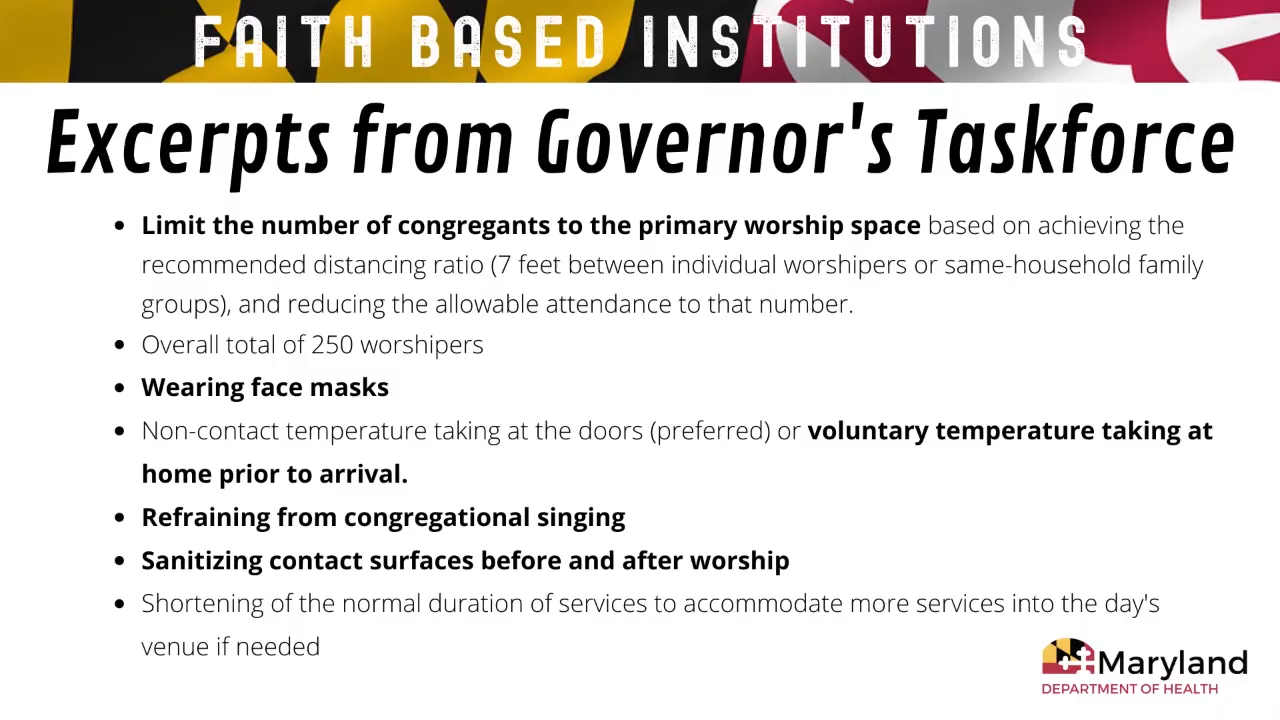 FAITH BASED INSTITUTIONS
Excerpts from Governor's Taskforce
• Limit the number of congregants to the primary worship space based on achieving the
recommended distancing ratio (7 feet between individual worshipers or same-household family
groups), and reducing the allowable attendance to that number.
• Overall total of 250 worshipers
• Wearing face masks
• Non-contact temperature taking at the doors (preferred) or voluntary temperature taking at
home prior to arrival.
• Refraining from congregational singing
• Sanitizing contact surfaces before and after worship
• Shortening of the normal duration of services to accommodate more services into the day's
venue if needed
Maryland
DEPARTMENT OF HEALTH